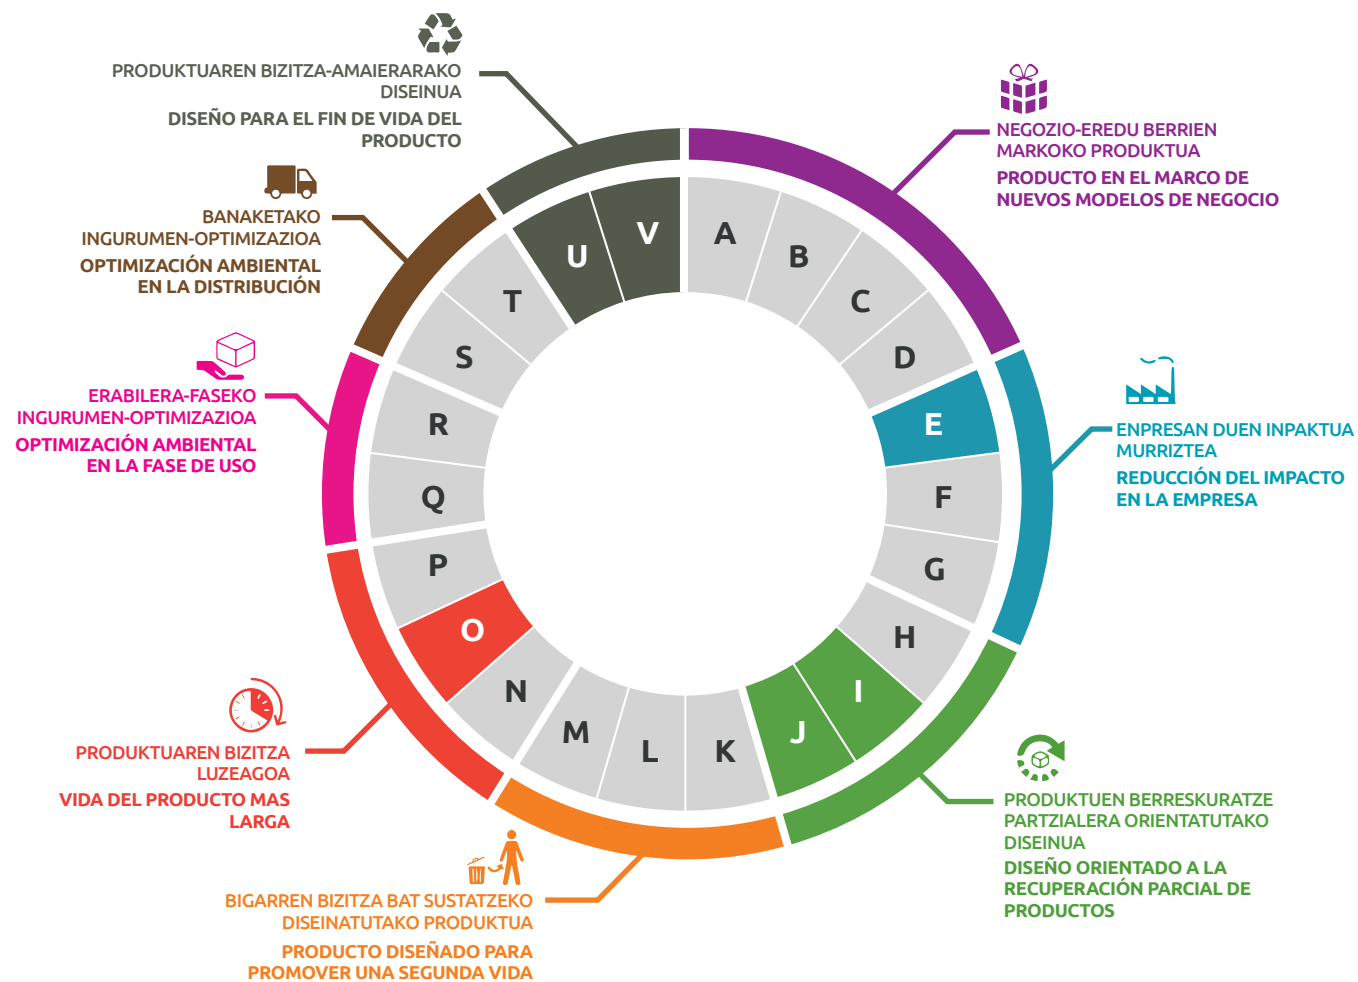 PRODUKTUAREN BIZITZA-AMAIERARAKO
DISEINUA
DISEÑO PARA EL FIN DE VIDA DEL
PRODUCTO
NEGOZIO-EREDU BERRIEN
MARKOKO PRODUKTUA
PRODUCTO EN EL MARCO DE
NUEVOS MODELOS DE NEGOCIO
BANAKETAKO
INGURUMEN-OPTIMIZAZIOA
OPTIMIZACIÓN AMBIENTAL
EN LA DISTRIBUCIÓN
ERABILERA-FASEKO
INGURUMEN-OPTIMIZAZIOA
OPTIMIZACIÓN AMBIENTAL
EN LA FASE DE USO
ENPRESAN DUEN INPAKTUA
MURRIZTEA
REDUCCIÓN DEL IMPACTO
EN LA EMPRESA
A
B
C
D
E
F
G
H
I
J
K
L
M
N
O
P
Q
R
S
T
U
V
PRODUKTUAREN BIZITZA
LUZEAGOA
VIDA DEL PRODUCTO MAS
LARGA
PRODUKTUEN BERRESKURATZE
PARTZIALERA ORIENTATUTAKO
DISEINUA
DISEÑO ORIENTADO A LA
RECUPERACIÓN PARCIAL DE
PRODUCTOS
BIGARREN BIZITZA BAT SUSTATZEKO
DISEINATUTAKO PRODUKTUA
PRODUCTO DISEÑADO PARA
PROMOVER UNA SEGUNDA VIDA